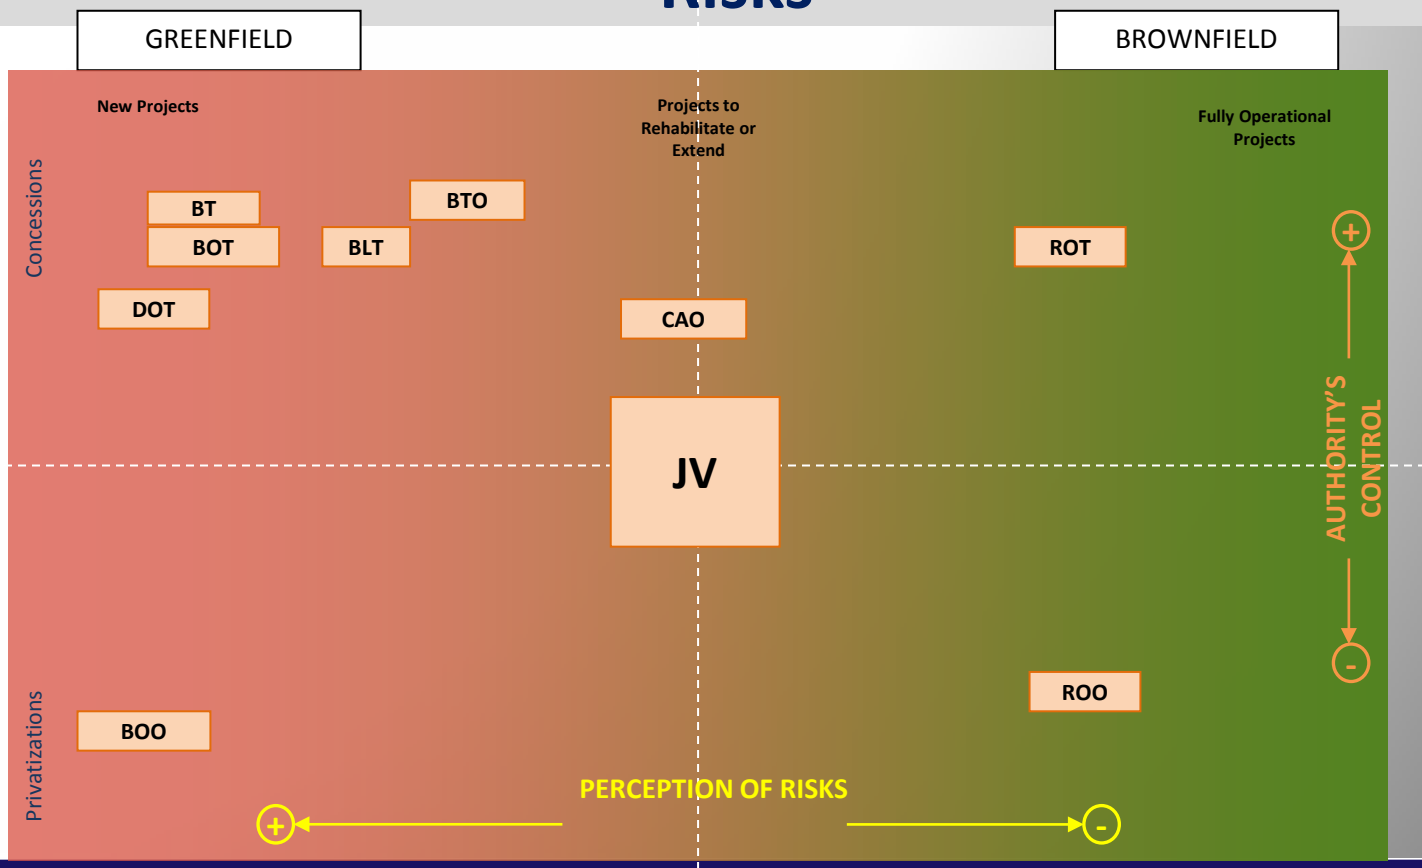 RISKS
GREENFIELD
BROWNFIELD
New Projects
Projects to
Rehabilitate or
Extend
Fully Operational
Projects
Concessions
BT
BTO
BOT
BLT
ROT
+
DOT
CAO
AUTHORITY'S
CONTROL
JV
-
ROO
BOO
Privatizations
PERCEPTION OF RISKS
+
-